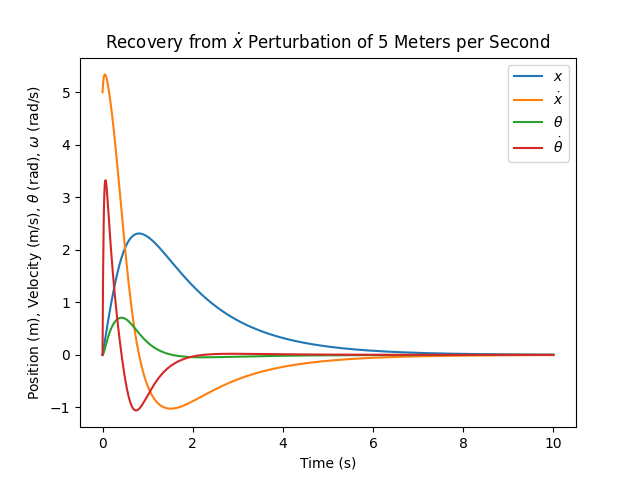 Recovery from ẋ Perturbation of 5 Meters per Second
Position (m), Velocity (m/s), θ (rad), ω (rad/s)
5
4
3
2
1
0
−1
x
ẋ
θ
θ̇
0 2 4 6 8 10
Time (s)